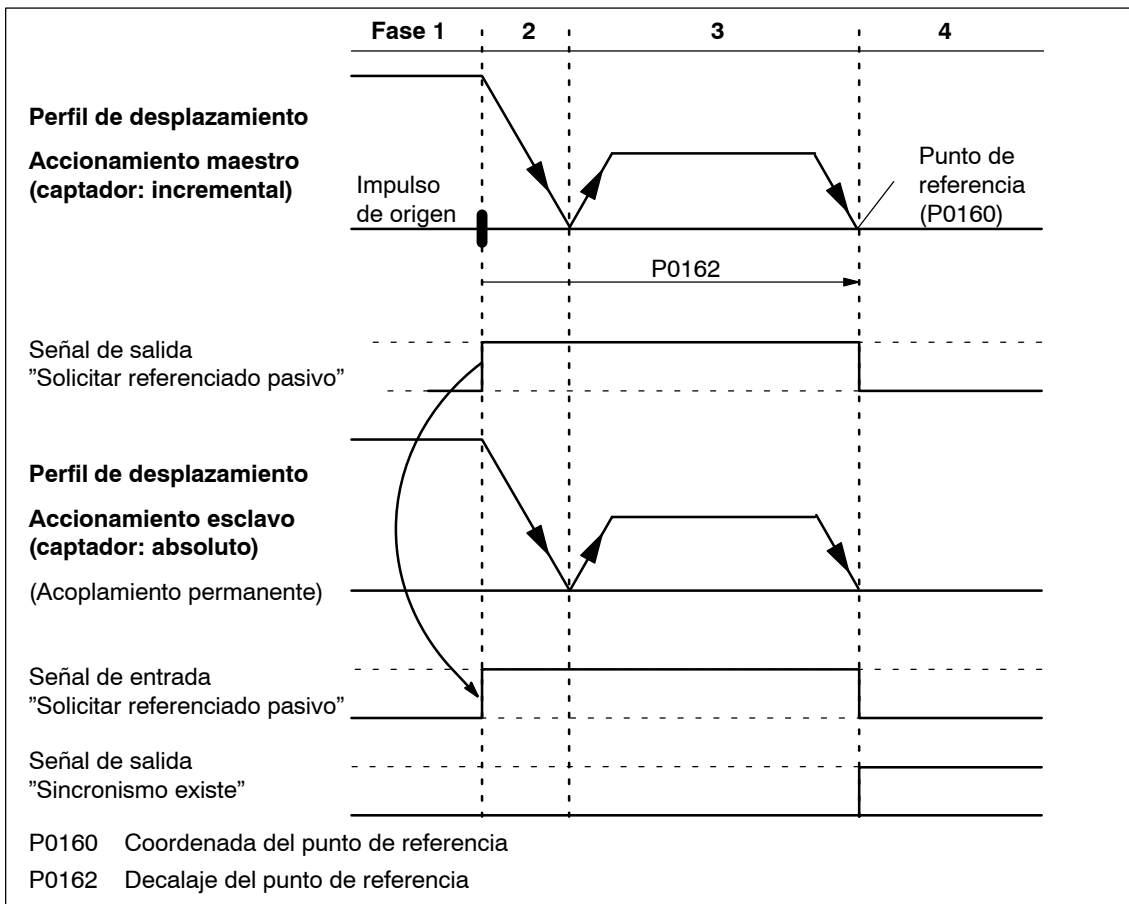 Fase 1 2 3 4
Perfil de desplazamiento
Accionamiento maestro
(captador: incremental)
Impulso
de origen
Punto de
referencia
(P0160)
P0162
Señal de salida
”Solicitar referenciado pasivo”
Perfil de desplazamiento
Accionamiento esclavo
(captador: absoluto)
(Acoplamiento permanente)
Señal de entrada
”Solicitar referenciado pasivo”
Señal de salida
”Sincronismo existe”
P0160 Coordenada del punto de referencia
P0162 Decalaje del punto de referencia